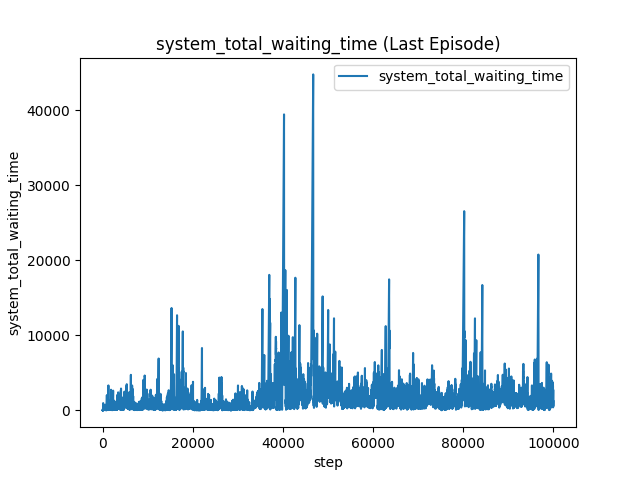 system_total_waiting_time (Last Episode)
system_total_waiting_time
system_total_waiting_time
40000
30000
20000
10000
0
0 20000 40000 60000 80000 100000
step